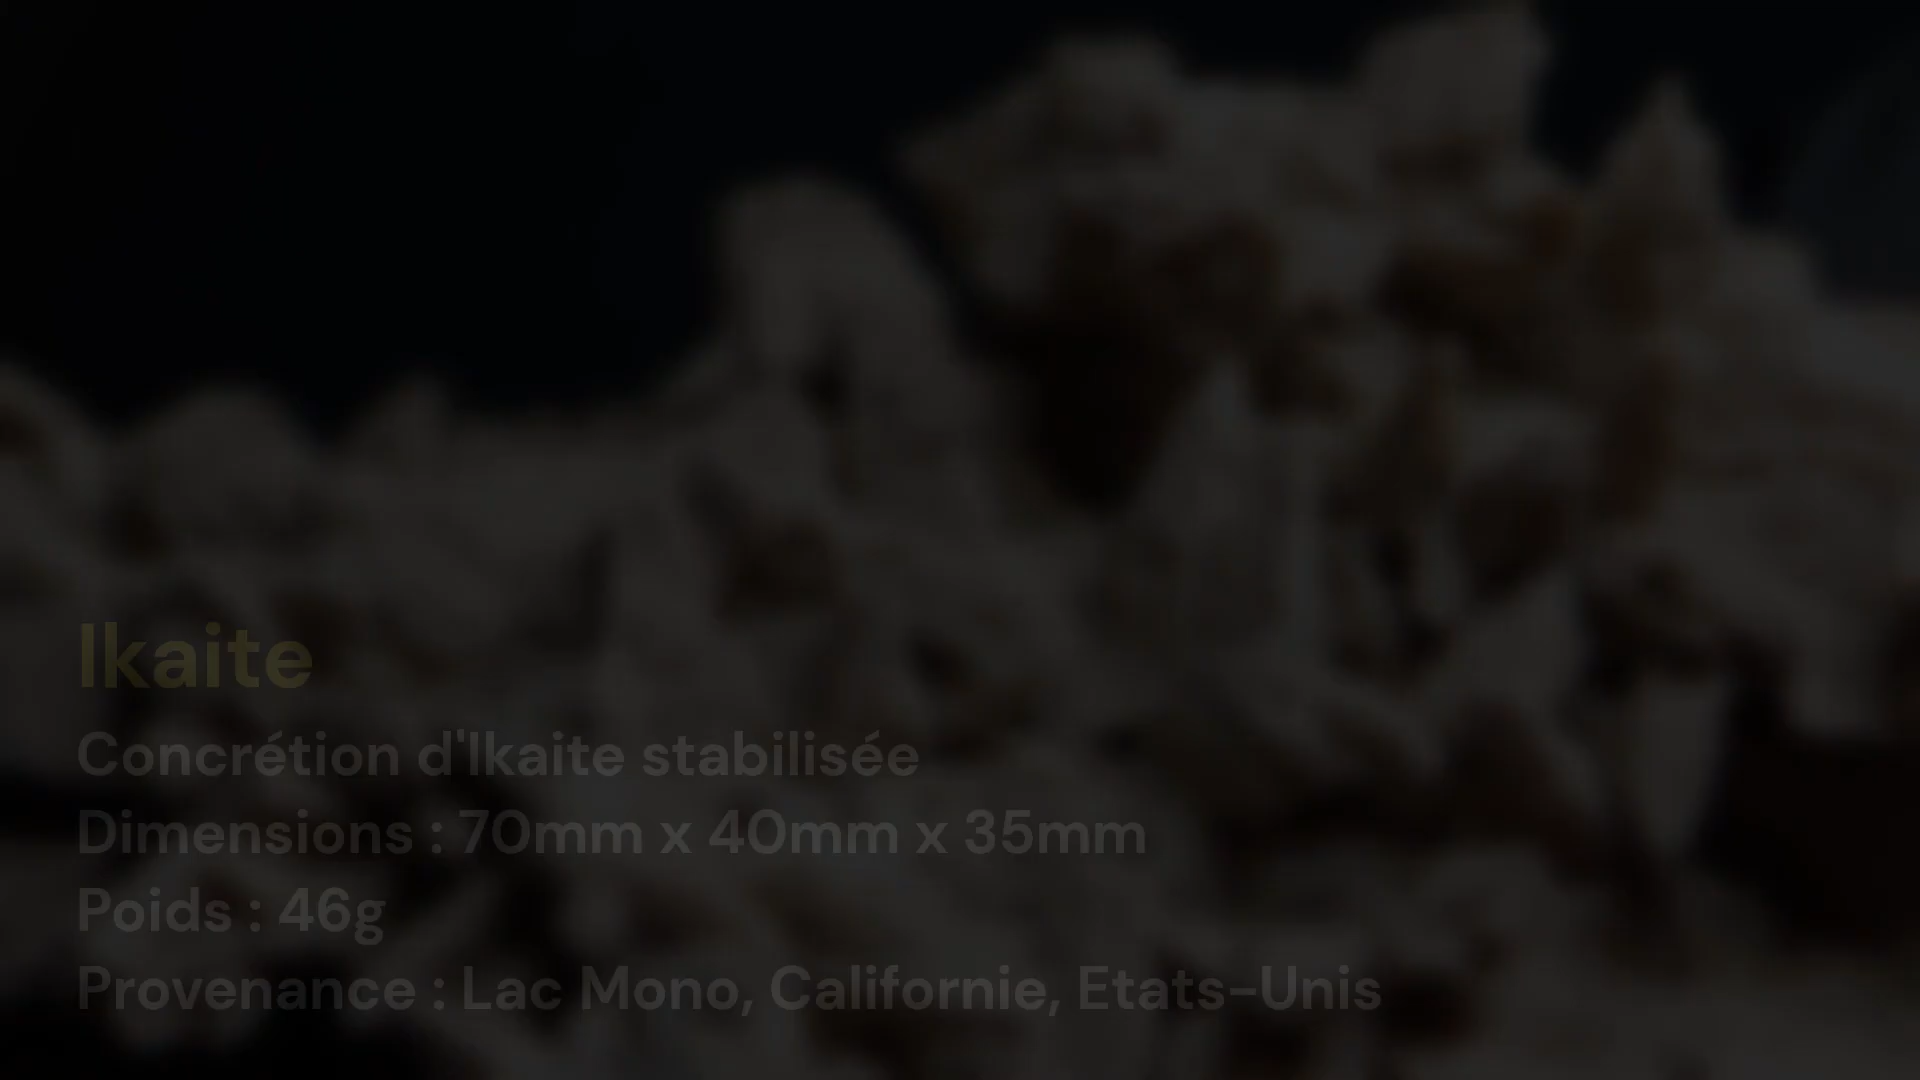 Ikaite
Concrétion d'Ikaite stabilisée
Dimensions : 70mm x 40mm x 35mm
Poids : 46g
Provenance : Lac Mono, Californie, Etats-Unis